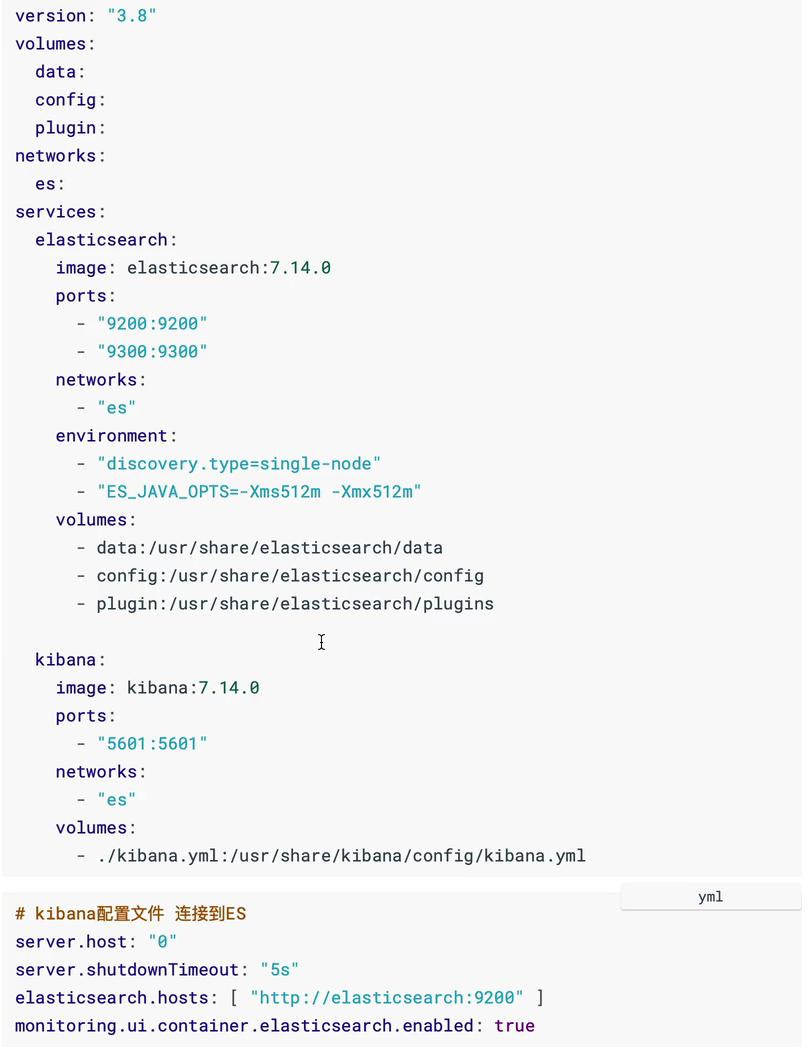 version: "3.8"
volumes:
  data:
  config:
  plugin:
networks:
  es:
services:
  elasticsearch:
    image: elasticsearch:7.14.0
    ports:
      - "9200:9200"
      - "9300:9300"
    networks:
      - "es"
    environment:
      - "discovery.type=single-node"
      - "ES_JAVA_OPTS=-Xms512m -Xmx512m"
    volumes:
      - data:/usr/share/elasticsearch/data
      - config:/usr/share/elasticsearch/config
      - plugin:/usr/share/elasticsearch/plugins

  kibana:
    image: kibana:7.14.0
    ports:
      - "5601:5601"
    networks:
      - "es"
    volumes:
      - ./kibana.yml:/usr/share/kibana/config/kibana.yml
yml
# kibana配置文件 连接到ES
server.host: "0"
server.shutdownTimeout: "5s"
elasticsearch.hosts: [ "http://elasticsearch:9200" ]
monitoring.ui.container.elasticsearch.enabled: true